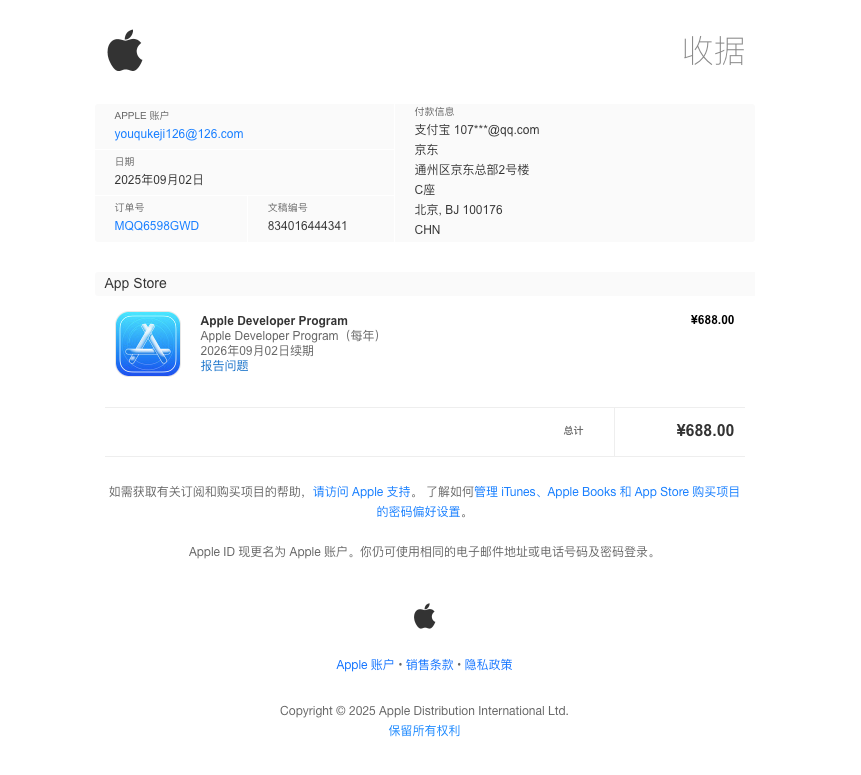 收据
APPLE 账户
youqukeji126@126.com
日期
2025年09月02日
订单号
MQQ6598GWD
文稿编号
834016444341
付款信息
支付宝 107***@qq.com
京东
通州区京东总部2号楼
C座
北京, BJ 100176
CHN
App Store
Apple Developer Program
¥688.00
Apple Developer Program（每年）
2026年09月02日续期
报告问题
总计
¥688.00
如需获取有关订阅和购买项目的帮助，请访问 Apple 支持。 了解如何管理 iTunes、Apple Books 和 App Store 购买项目
的密码偏好设置。
Apple ID 现更名为 Apple 账户。你仍可使用相同的电子邮件地址或电话号码及密码登录。
Apple 账户 • 销售条款 • 隐私政策
Copyright © 2025 Apple Distribution International Ltd.
保留所有权利